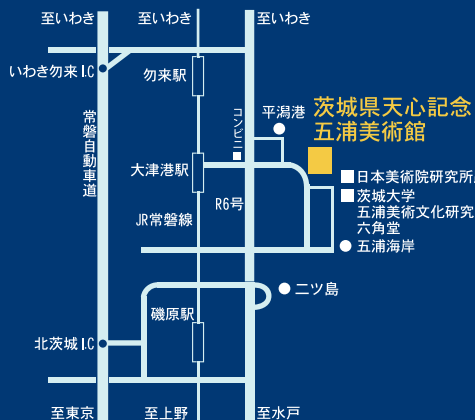 至いわき
至いわき
至いわき
いわき勿来 I.C
勿来駅
コンビニ
平潟港
茨城県天心記念
五浦美術館
常磐自動車道
大津港駅
日本美術院研究所
茨城大学
五浦美術文化研究
六角堂
R6号
JR常磐線
五浦海岸
二ツ島
磯原駅
北茨城 I.C
至東京
至上野
至水戸